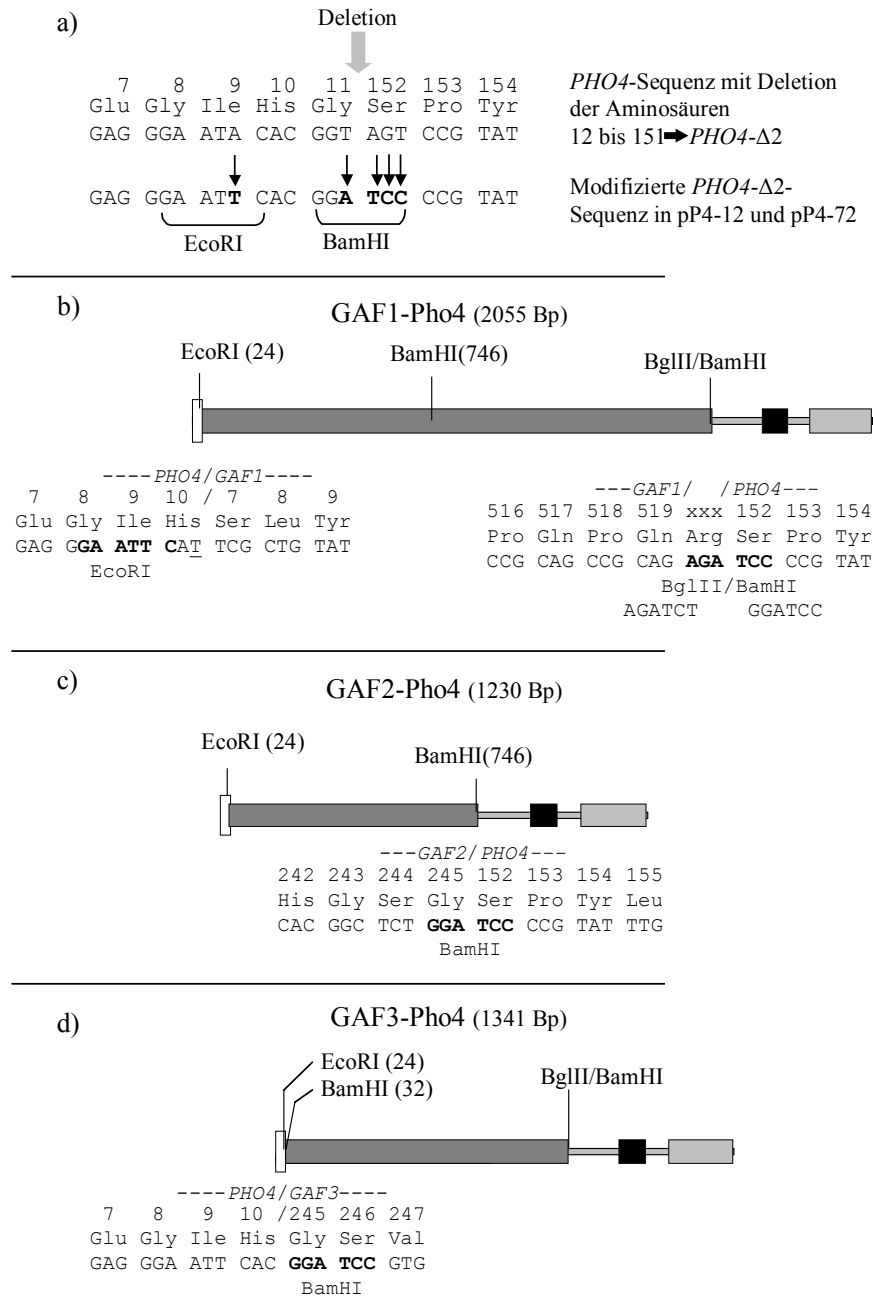 a)
Deletion
7 8 9 10 11 152 153 154
Glu Gly Ile His Gly Ser Pro Tyr
GAG GGA ATA CAC GGT AGT CCG TAT
GAG GGA ATT CAC GGA TCC CCG TAT
EcoRI BamHI
PHO4-Sequenz mit Deletion
der Aminosäuren
12 bis 151➔PHO4-Δ2
Modifizierte PHO4-Δ2-
Sequenz in pP4-12 und pP4-72
b)
GAF1-Pho4 (2055 Bp)
EcoRI (24)
BamHI(746)
BglII/BamHI
----PHO4/GAF1----
7 8 9 10 / 7 8 9
Glu Gly Ile His Ser Leu Tyr
GAG GGA ATTC CAT TCG CTG TAT
EcoRI
---GAF1/ /PHO4---
516 517 518 519 xxx 152 153 154
Pro Gln Pro Gln Arg Ser Pro Tyr
CCG CAG CCG CAG AGA TCC CCG TAT
BglII/BamHI
AGATCT GGATCC
c)
GAF2-Pho4 (1230 Bp)
EcoRI (24)
BamHI(746)
---GAF2/PHO4---
242 243 244 245 152 153 154 155
His Gly Ser Gly Ser Pro Tyr Leu
CAC GGC TCT GGA TCC CCG TAT TTG
BamHI
d)
GAF3-Pho4 (1341 Bp)
EcoRI (24)
BamHI (32)
BglII/BamHI
----PHO4/GAF3----
7 8 9 10 /245 246 247
Glu Gly Ile His Gly Ser Val
GAG GGA ATT CAC GGA TCC GTG
BamHI